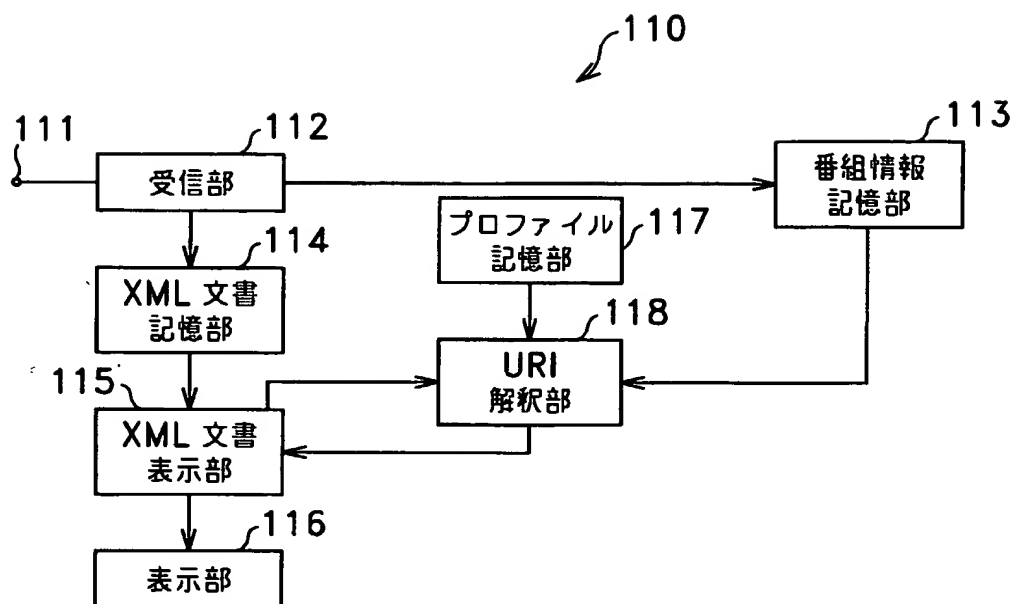 110
111
112
受信部
113
番組情報
記憶部
プロファイル
記憶部
117
114
XML 文書
記憶部
118
URI
解釈部
115
XML 文書
表示部
116
表示部